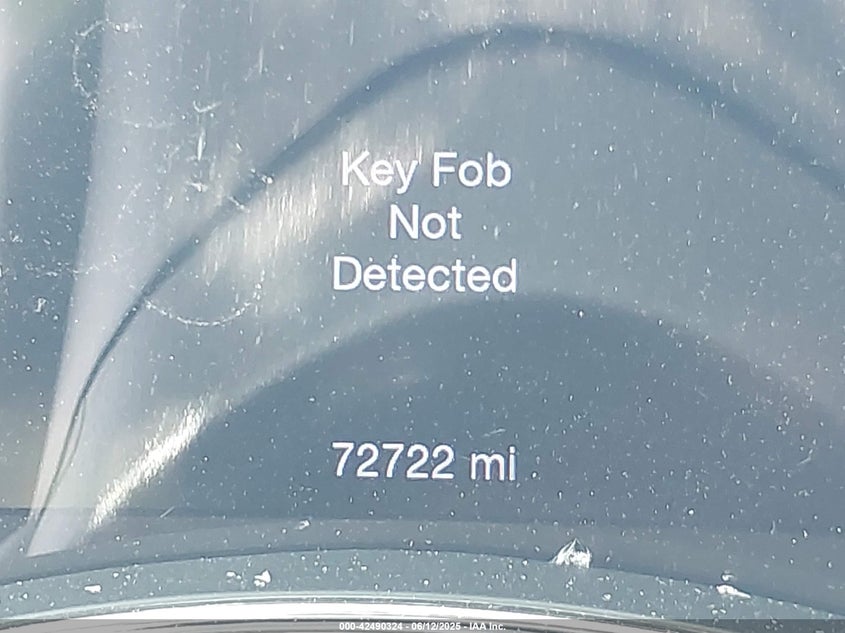 Key Fob
Not
Detected
72722 mi
000-42490324 - 06/12/2025 - IAA Inc.